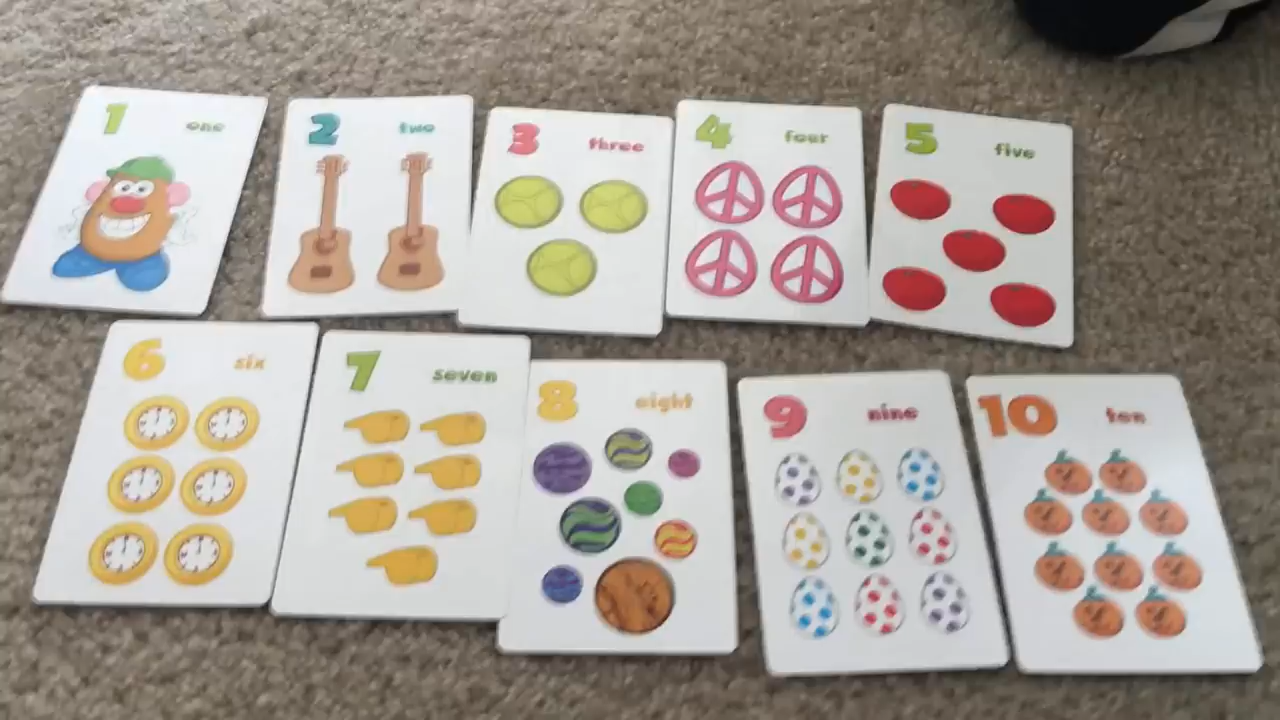 1 one
2 two
3 three
4 four
5 five
6 six
7 seven
8 eight
9 nine
10 ten